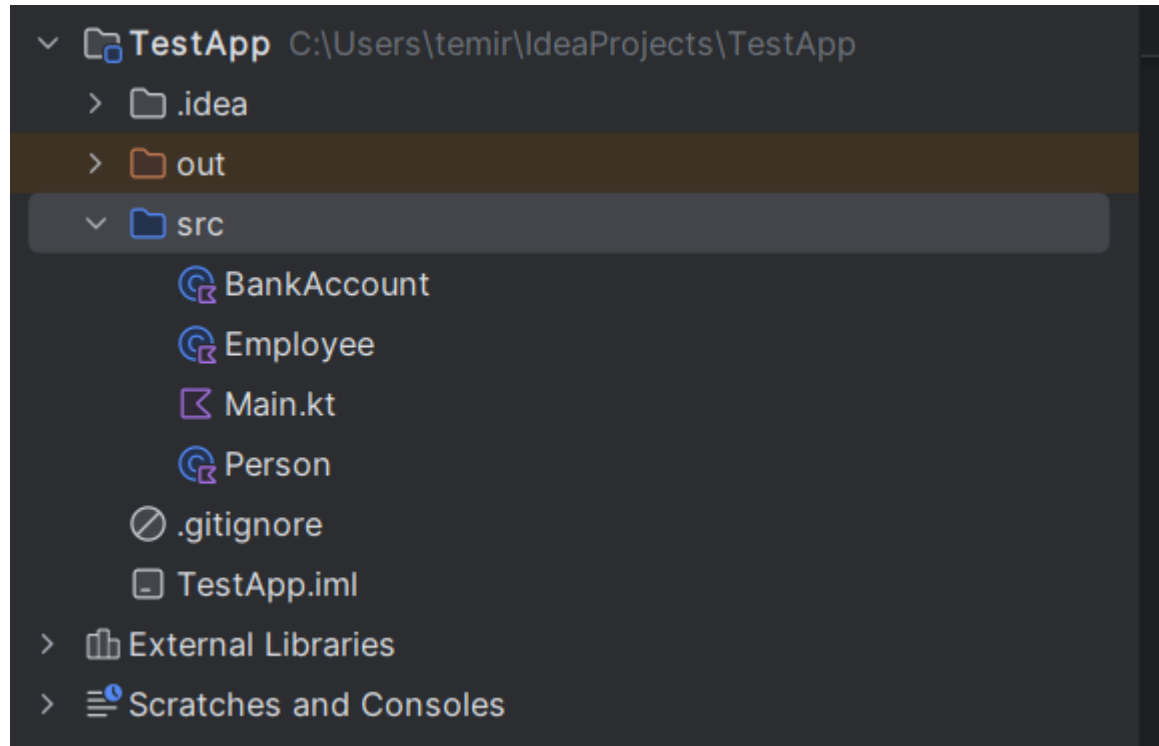 TestApp C:\Users\temir\IdeaProjects\TestApp
.idea
out
src
BankAccount
Employee
Main.kt
Person
.gitignore
TestApp.iml
External Libraries
Scratches and Consoles